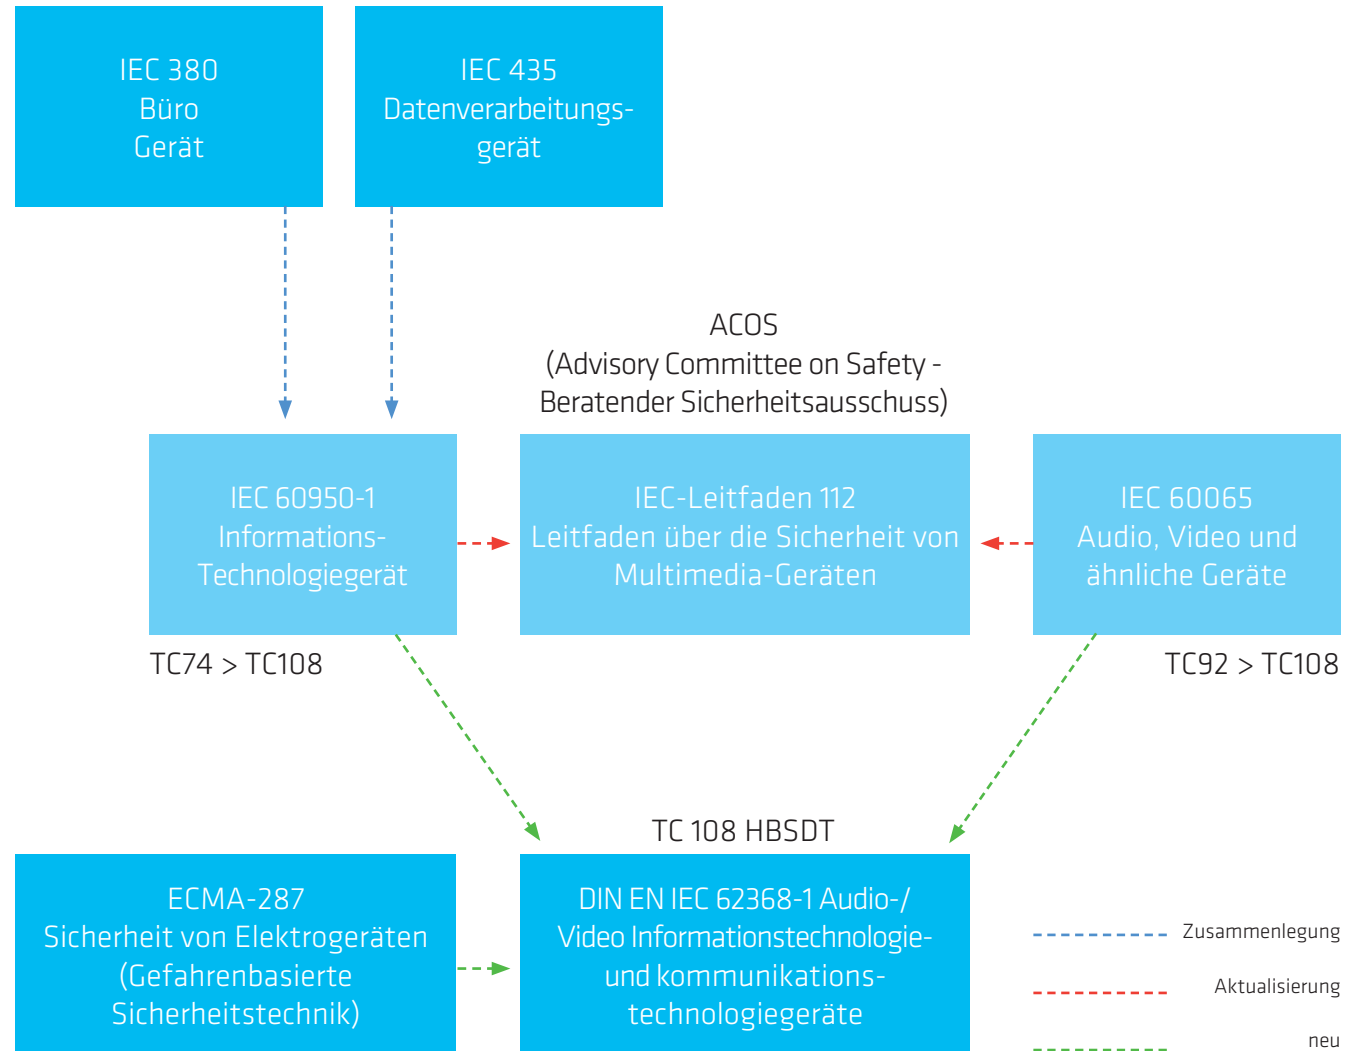 IEC 380
Büro
Gerät
IEC 435
Datenverarbeitungs-
gerät
ACOS
(Advisory Committee on Safety -
Beratender Sicherheitsausschuss)
IEC 60950-1
Informations-
Technologiegerät
IEC-Leitfaden 112
Leitfaden über die Sicherheit von
Multimedia-Geräten
IEC 60065
Audio, Video und
ähnliche Geräte
TC74 > TC108
TC92 > TC108
TC 108 HBSDT
ECMA-287
Sicherheit von Elektrogeräten
(Gefahrenbasierte
Sicherheitstechnik)
DIN EN IEC 62368-1 Audio-/
Video Informationstechnologie-
und kommunikations-
technologiegeräte
Zusammenlegung
Aktualisierung
neu